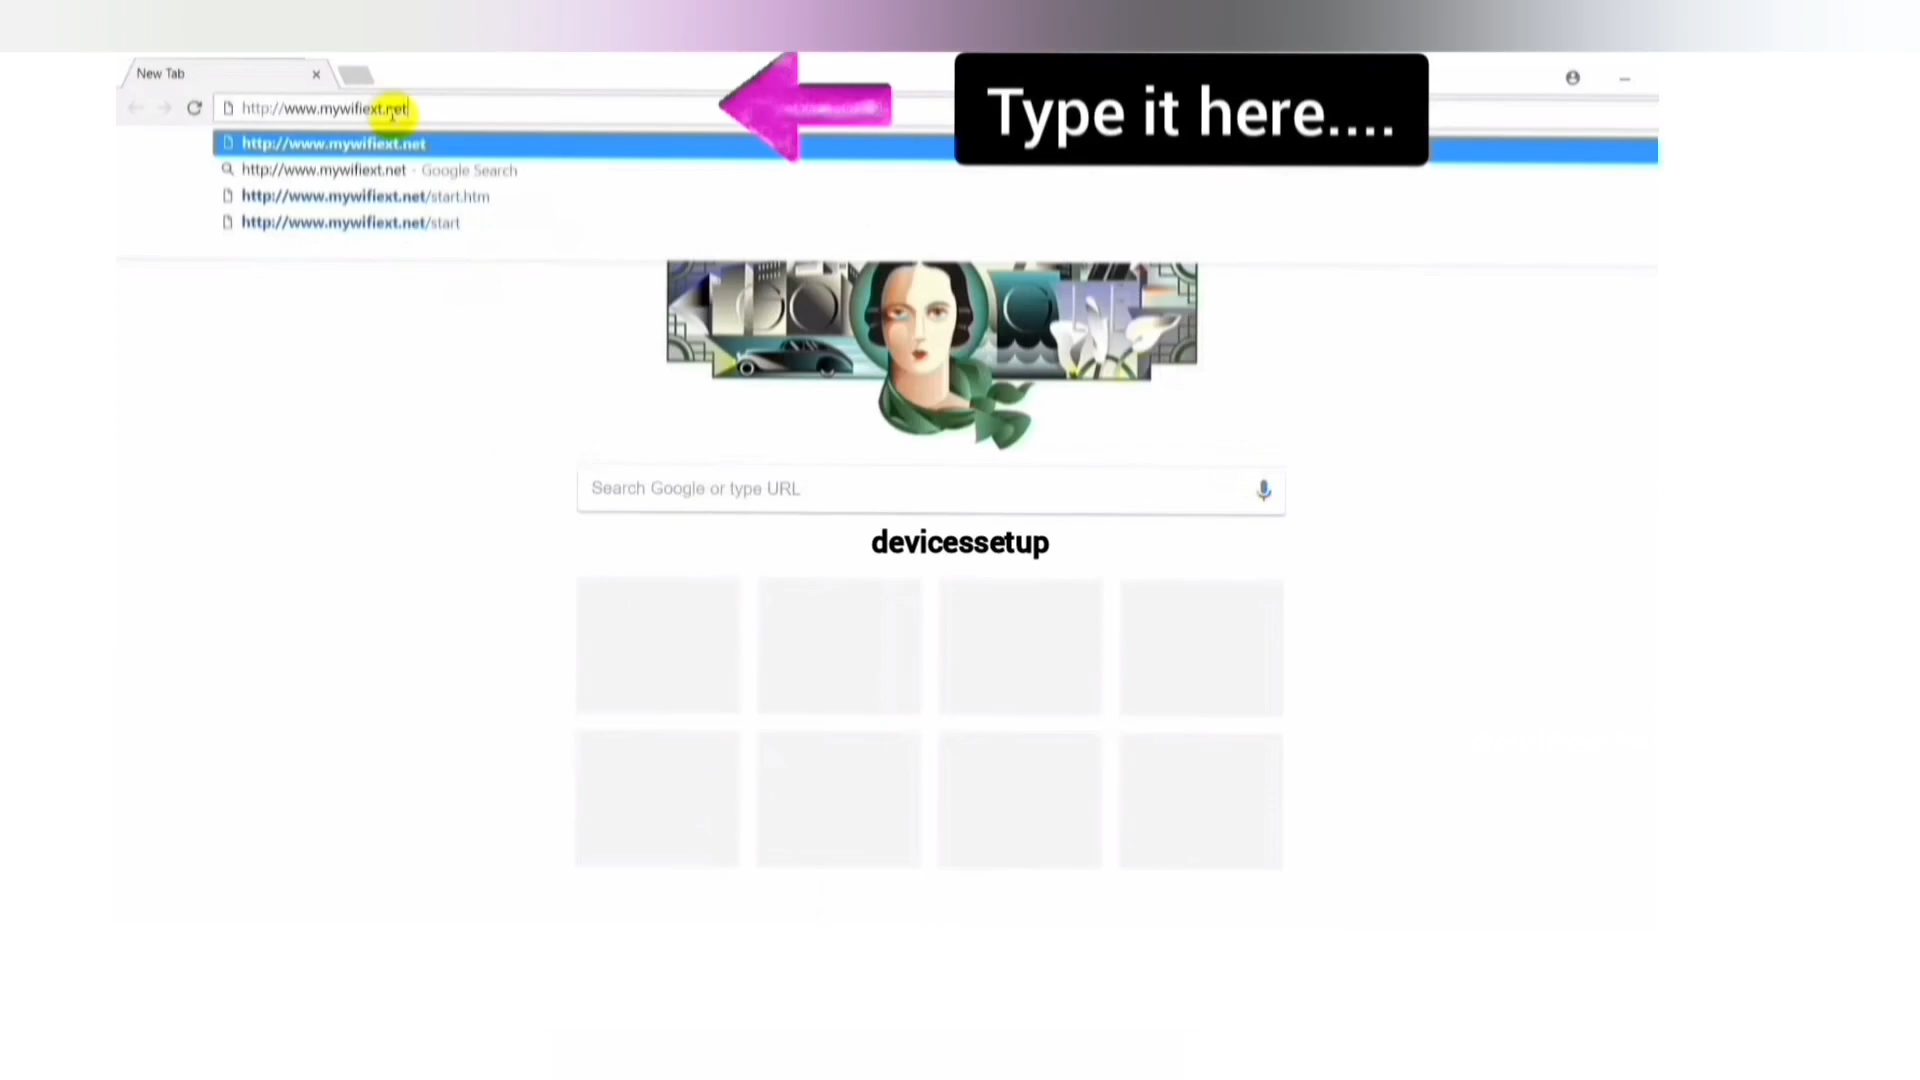 New Tab
Type it here....
http://www.mywifiext.net
http://www.mywifiext.net
http://www.mywifiext.net - Google Search
http://www.mywifiext.net/start.htm
http://www.mywifiext.net/start
Search Google or type URL
devicessetup